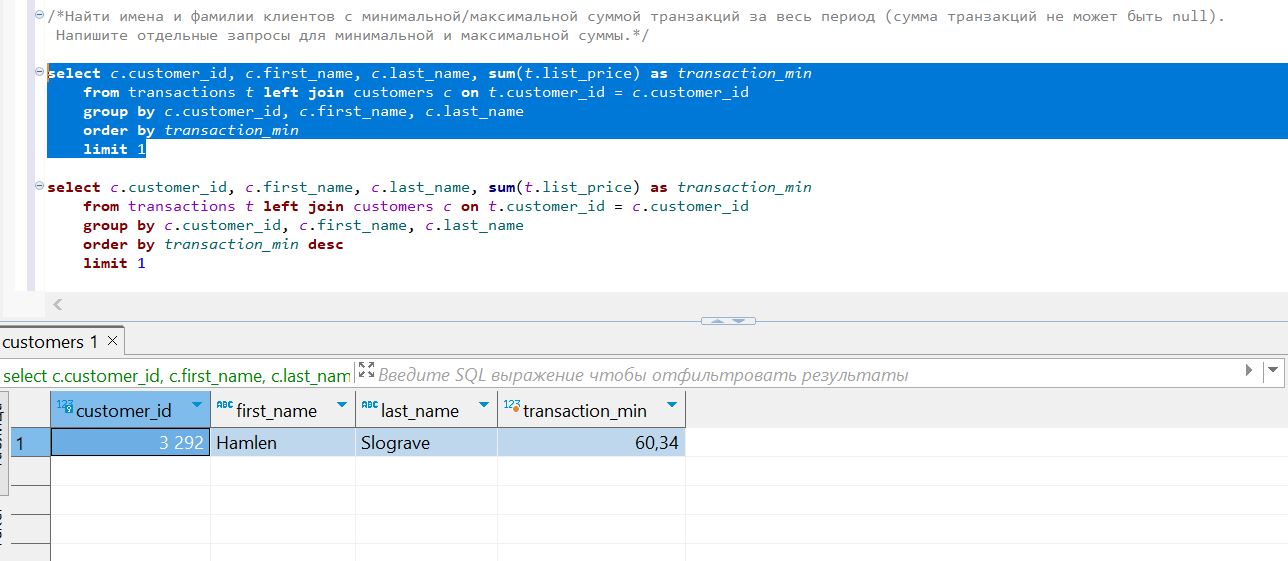 /*Найти имена и фамилии клиентов с минимальной/максимальной суммой транзакций за весь период (сумма транзакций не может быть null).
Напишите отдельные запросы для минимальной и максимальной суммы.*/
select c.customer_id, c.first_name, c.last_name, sum(t.list_price) as transaction_min
from transactions t left join customers c on t.customer_id = c.customer_id
group by c.customer_id, c.first_name, c.last_name
order by transaction_min
limit 1
select c.customer_id, c.first_name, c.last_name, sum(t.list_price) as transaction_min
from transactions t left join customers c on t.customer_id = c.customer_id
group by c.customer_id, c.first_name, c.last_name
order by transaction_min desc
limit 1
customers 1
select c.customer_id, c.first_name, c.last_nam Введите SQL выражение чтобы отфильтровать результаты
123 customer_id ABC first_name ABC last_name 123 transaction_min
1 3 292 Hamlen Slograve 60,34